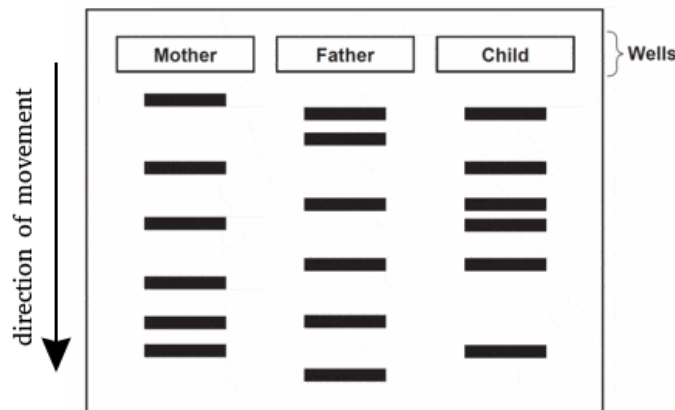 Mother
Father
Child
Wells
direction of movement